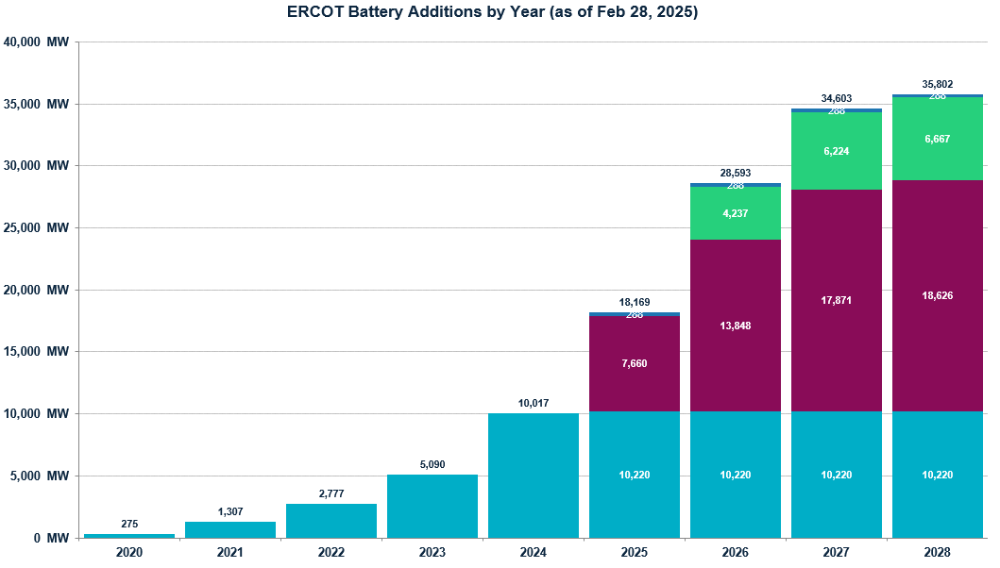 ERCOT Battery Additions by Year (as of Feb 28, 2025)
40,000 MW
35,000 MW
30,000 MW
25,000 MW
20,000 MW
15,000 MW
10,000 MW
5,000 MW
0 MW
275
1,307
2,777
5,090
10,017
18,169
288
7,660
10,220
28,593
288
4,237
13,848
10,220
34,603
288
6,224
17,871
10,220
35,802
288
6,667
18,626
10,220
2020 2021 2022 2023 2024 2025 2026 2027 2028